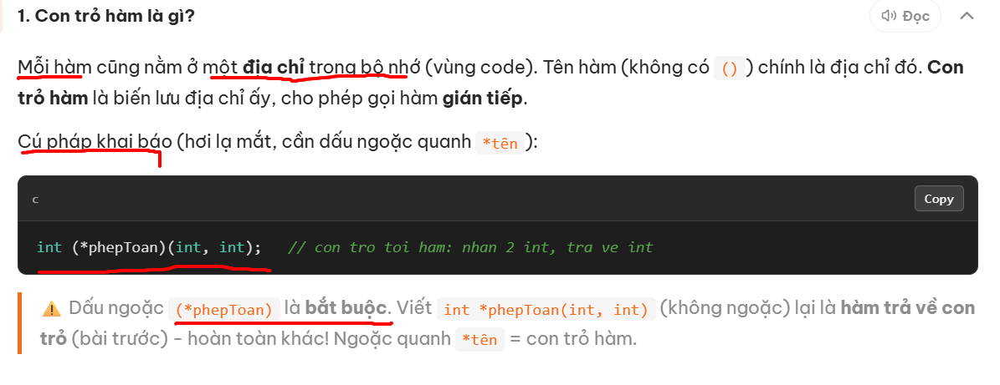 1. Con trỏ hàm là gì?
Đọc
Mỗi hàm cũng nằm ở một địa chỉ trong bộ nhớ (vùng code). Tên hàm (không có () ) chính là địa chỉ đó. Con
trỏ hàm là biến lưu địa chỉ ấy, cho phép gọi hàm gián tiếp.
Cú pháp khai báo (hơi lạ mắt, cần dấu ngoặc quanh *tên ):
c
Copy
int (*phepToan)(int, int);   // con tro toi ham: nhan 2 int, tra ve int
⚠️ Dấu ngoặc (*phepToan) là bắt buộc. Viết int *phepToan(int, int) (không ngoặc) lại là hàm trả về con
trỏ (bài trước) - hoàn toàn khác! Ngoặc quanh *tên = con trỏ hàm.